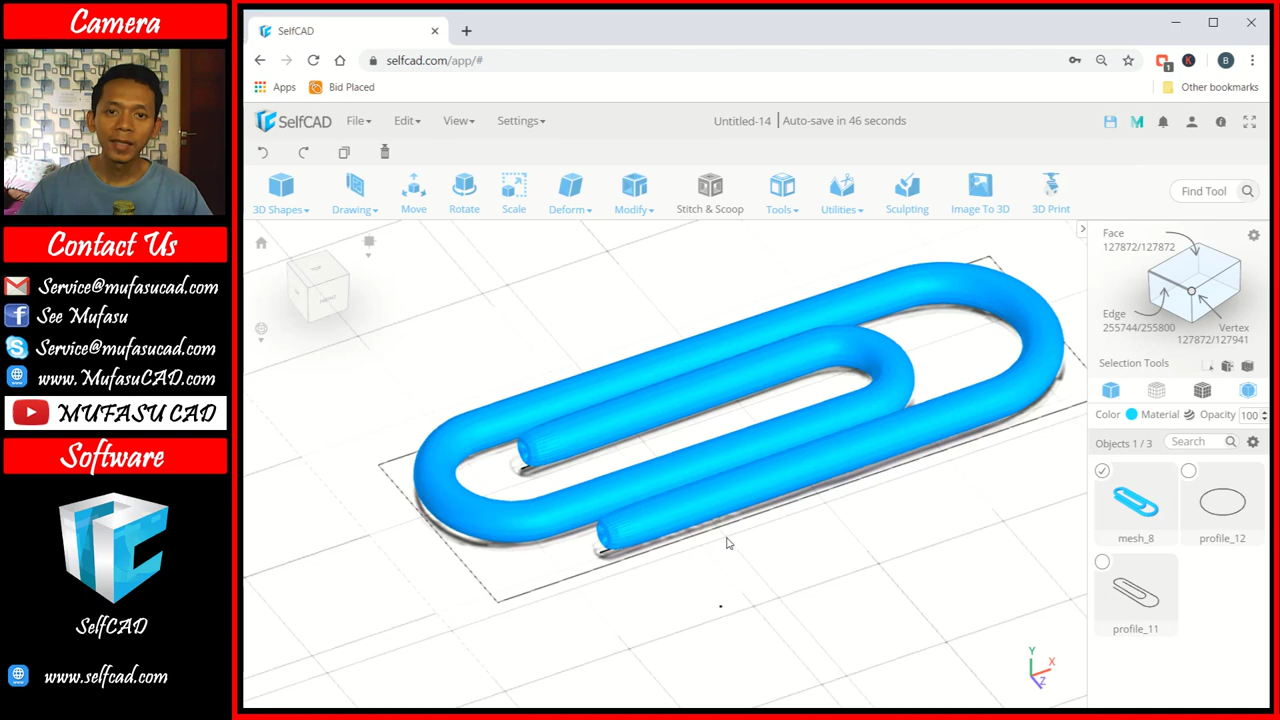 Camera
Contact Us
Service@mufasucad.com
See Mufasu
Service@mufasucad.com
www.MufasuCAD.com
MUFASU CAD
Software
SelfCAD
www.selfcad.com
SelfCAD
selfcad.com/app/#
1
K
B
Apps
Bid Placed
Other bookmarks
SelfCAD
File
Edit
View
Settings
Untitled-14
Auto-save in 46 seconds
3D Shapes
Drawing
Move
Rotate
Scale
Deform
Modify
Stitch & Scoop
Tools
Utilities
Sculpting
Image To 3D
3D Print
Find Tool
Face
127872/127872
Edge
255744/255800
Vertex
127872/127941
Selection Tools
Color
Material
Opacity
100
Objects 1 / 3
Search
mesh_8
profile_12
profile_11
Y
X
Z